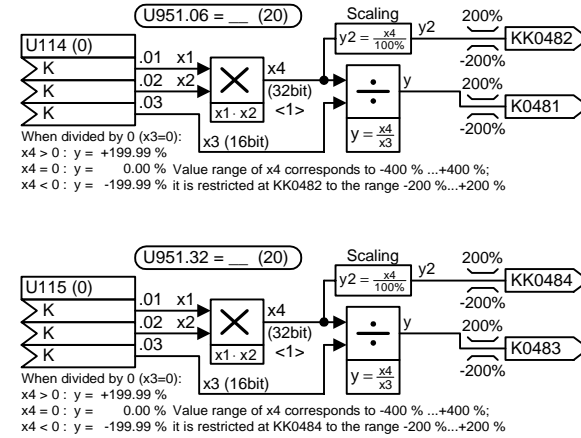 U951.06 = __ (20)
Scaling
y2 = x4 / 100%
y2
200%
-200%
KK0482
U114 (0)
K
K
K
.01 x1
.02 x2
.03
x1 · x2
x4
(32bit)
<1>
x3 (16bit)
y = x4 / x3
y
200%
-200%
K0481
When divided by 0 (x3=0):
x4 > 0 : y = +199.99 %
x4 = 0 : y = 0.00 % Value range of x4 corresponds to -400 % ...+400 %;
x4 < 0 : y = -199.99 % it is restricted at KK0482 to the range -200 %...+200 %
U951.32 = __ (20)
Scaling
y2 = x4 / 100%
y2
200%
-200%
KK0484
U115 (0)
K
K
K
.01 x1
.02 x2
.03
x1 · x2
x4
(32bit)
<1>
x3 (16bit)
y = x4 / x3
y
200%
-200%
K0483
When divided by 0 (x3=0):
x4 > 0 : y = +199.99 %
x4 = 0 : y = 0.00 % Value range of x4 corresponds to -400 % ...+400 %;
x4 < 0 : y = -199.99 % it is restricted at KK0484 to the range -200 %...+200 %